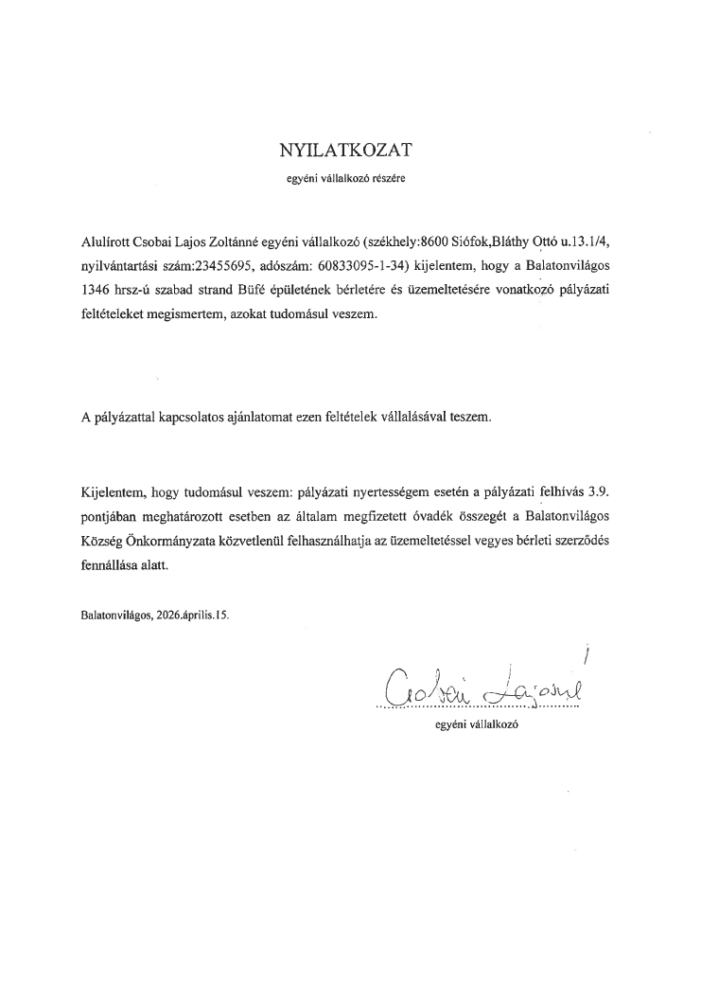 NYILATKOZAT
egyéni vállalkozó részére
Alulírott Csobai Lajos Zoltánné egyéni vállalkozó (székhely:8600 Siófok,Bláthy Ottó u.13.1/4,
nyilvántartási szám:23455695, adószám: 60833095-1-34) kijelentem, hogy a Balatonvilágos
1346 hrsz-ú szabad strand Büfé épületének bérletére és üzemeltetésére vonatkozó pályázati
feltételeket megismertem, azokat tudomásul veszem.
A pályázattal kapcsolatos ajánlatomat ezen feltételek vállalásával teszem.
Kijelentem, hogy tudomásul veszem: pályázati nyertességem esetén a pályázati felhívás 3.9.
pontjában meghatározott esetben az általam megfizetett óvadék összegét a Balatonvilágos
Község Önkormányzata közvetlenül felhasználhatja az üzemeltetéssel vegyes bérleti szerződés
fennállása alatt.
Balatonvilágos, 2026.április.15.
Csobai Lajosné
egyéni vállalkozó